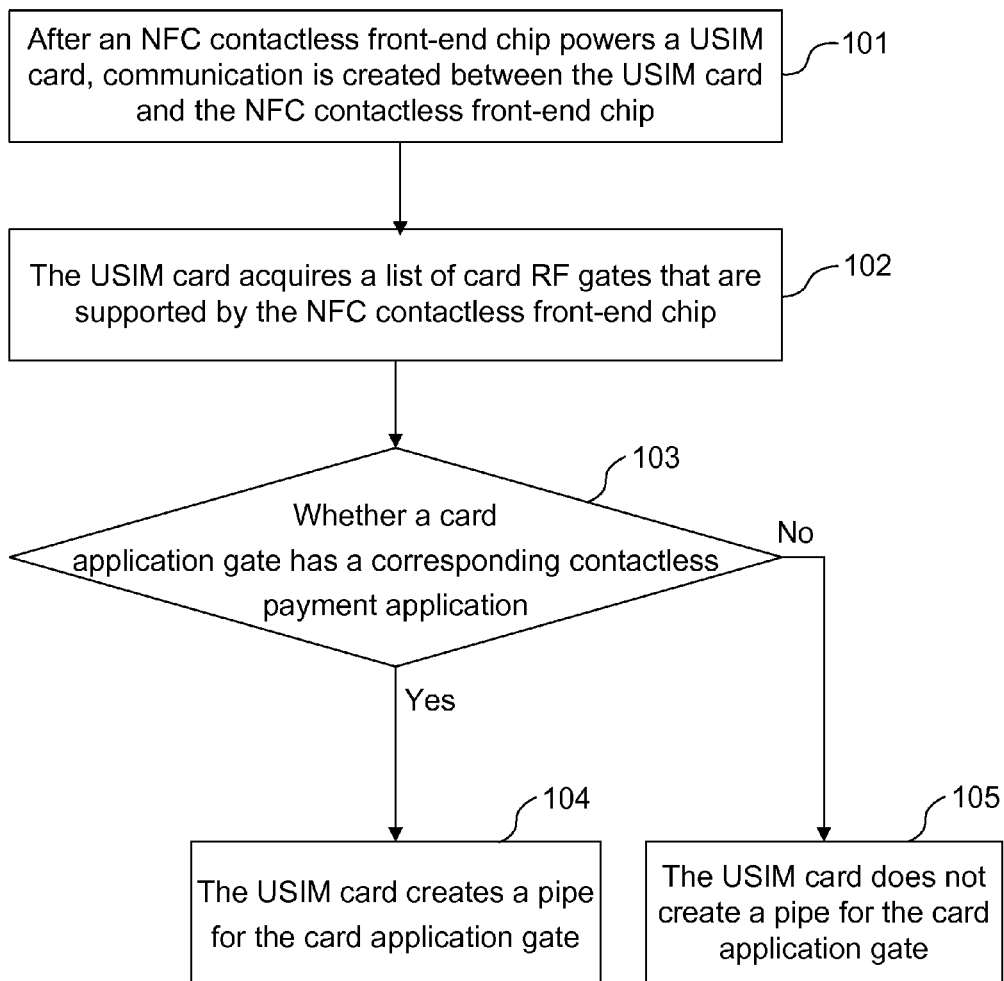 After an NFC contactless front-end chip powers a USIM
card, communication is created between the USIM card
and the NFC contactless front-end chip
101
The USIM card acquires a list of card RF gates that are
supported by the NFC contactless front-end chip
102
103
Whether a card
application gate has a corresponding contactless
payment application
No
Yes
104
The USIM card creates a pipe
for the card application gate
105
The USIM card does not
create a pipe for the card
application gate